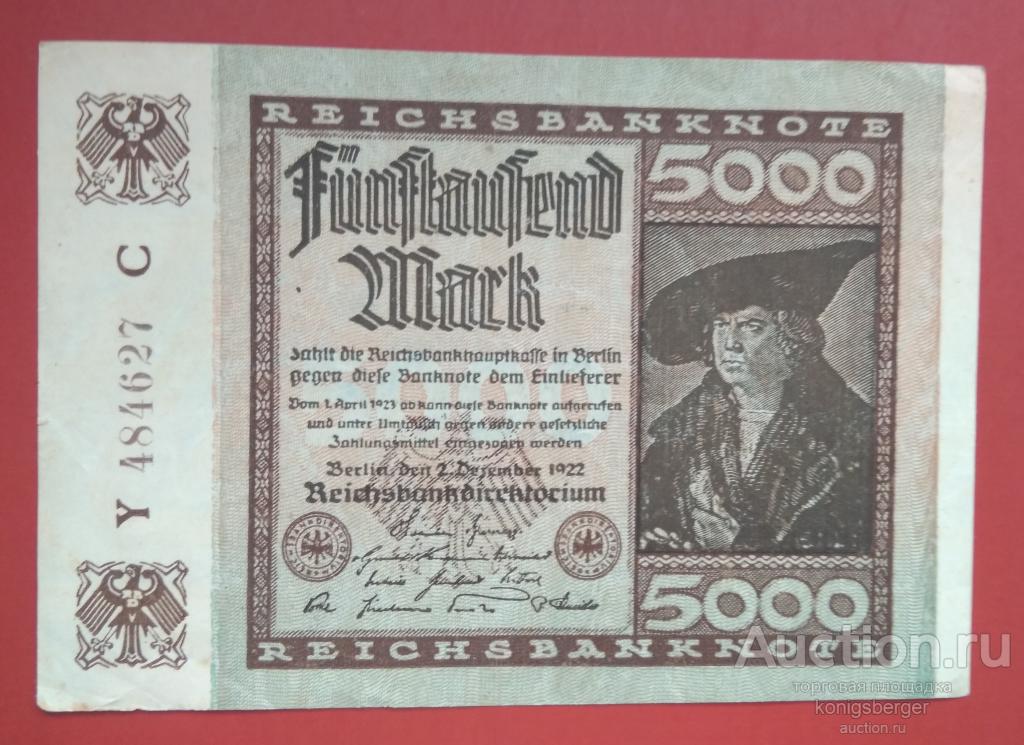 REICHSBANKNOTE
Fünftausend
Mark
5000
zahlt die Reichsbankhauptkasse in Berlin
gegen diese Banknote dem Einlieferer
Vom 1. April 1923 ab kann diese Banknote aufgerufen
und unter Umtausch gegen andere gesetzliche
Zahlungsmittel eingezogen werden
Berlin, den 2. Dezember 1922
Reichsbankdirektorium
5000
REICHSBANKNOTE
Y 484627 C
Auction.ru
торговая площадка
konigsberger
auction.ru